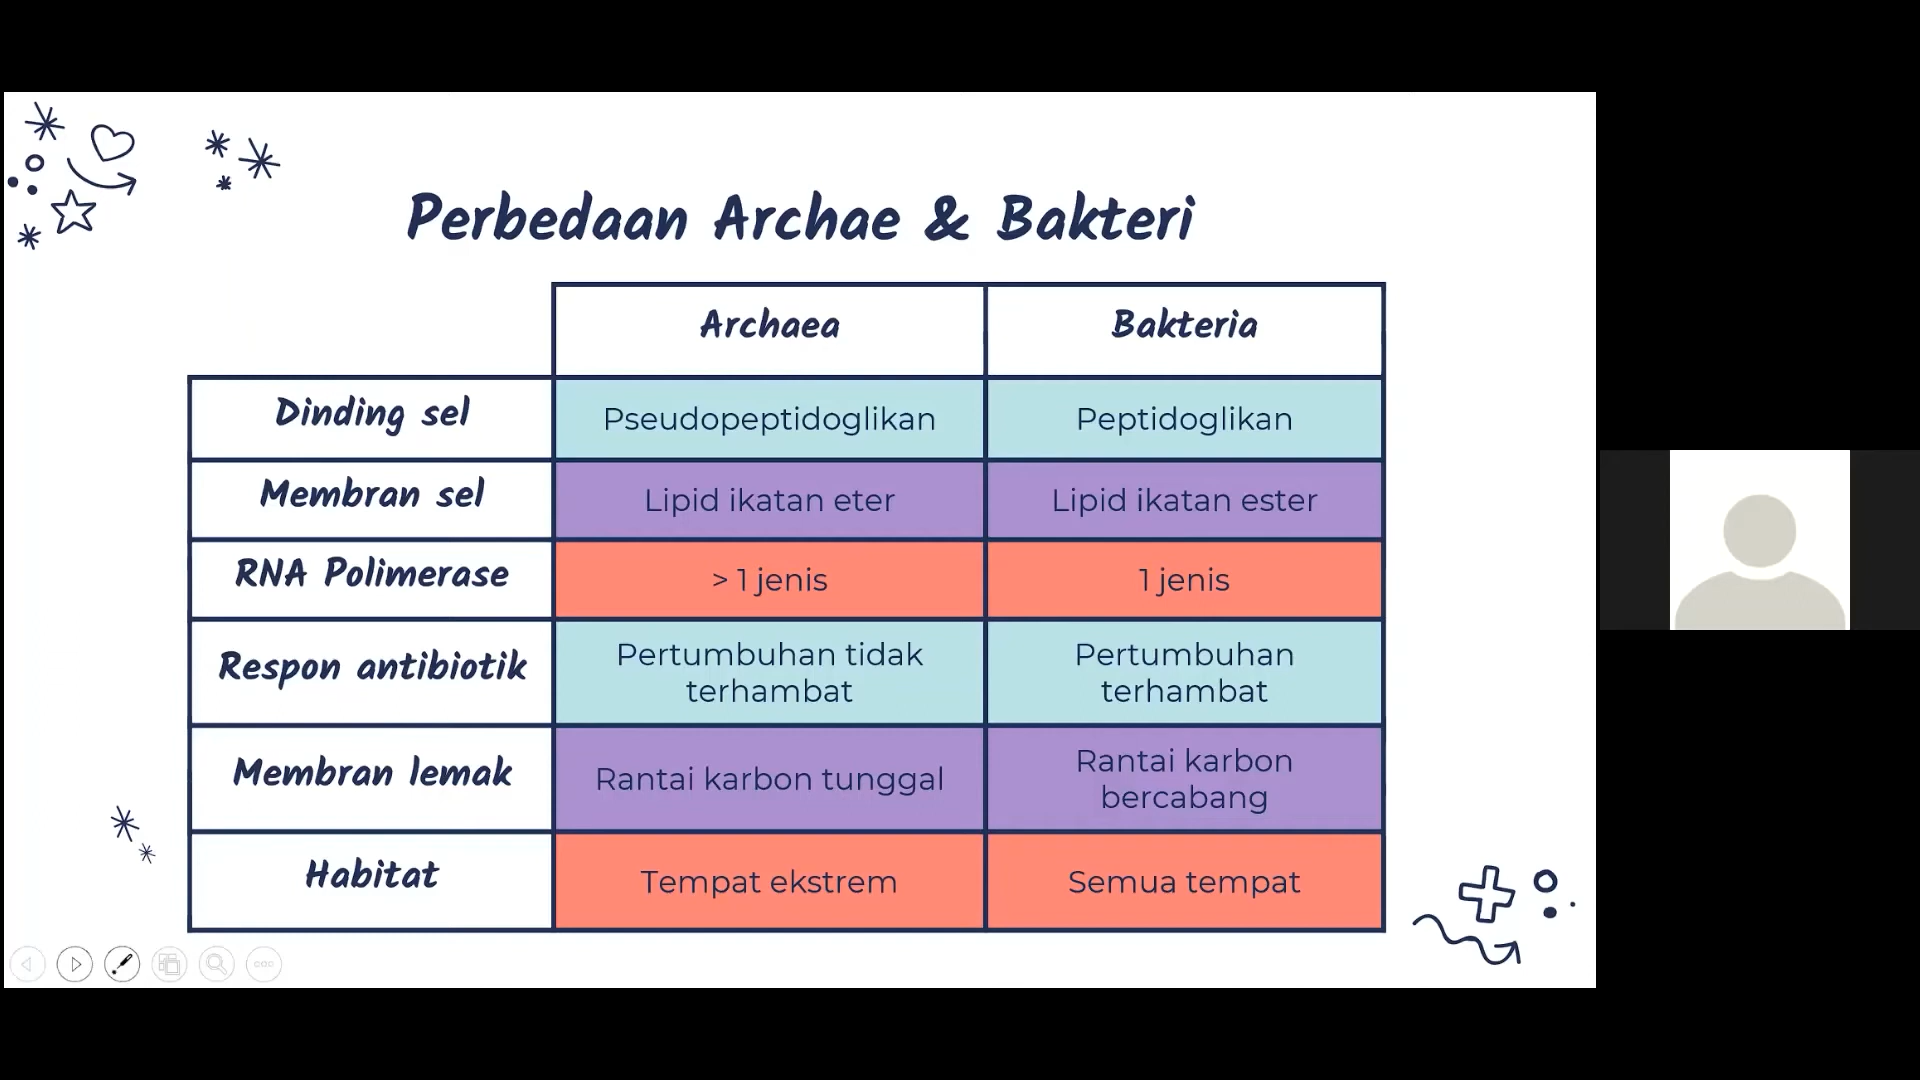 Perbedaan Archae & Bakteri
Archaea
Bakteria
Dinding sel
Pseudopeptidoglikan
Peptidoglikan
Membran sel
Lipid ikatan eter
Lipid ikatan ester
RNA Polimerase
> 1 jenis
1 jenis
Respon antibiotik
Pertumbuhan tidak
terhambat
Pertumbuhan
terhambat
Membran lemak
Rantai karbon tunggal
Rantai karbon
bercabang
Habitat
Tempat ekstrem
Semua tempat